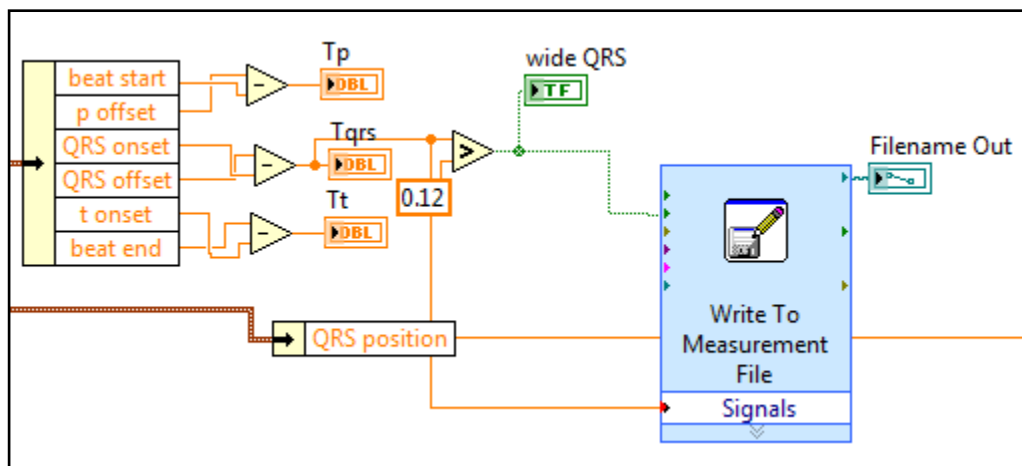 beat start
p offset
QRS onset
QRS offset
t onset
beat end
-
-
-
Tp
DBL
Tqrs
DBL
Tt
DBL
0.12
>
wide QRS
TF
Filename Out
QRS position
Write To
Measurement
File
Signals